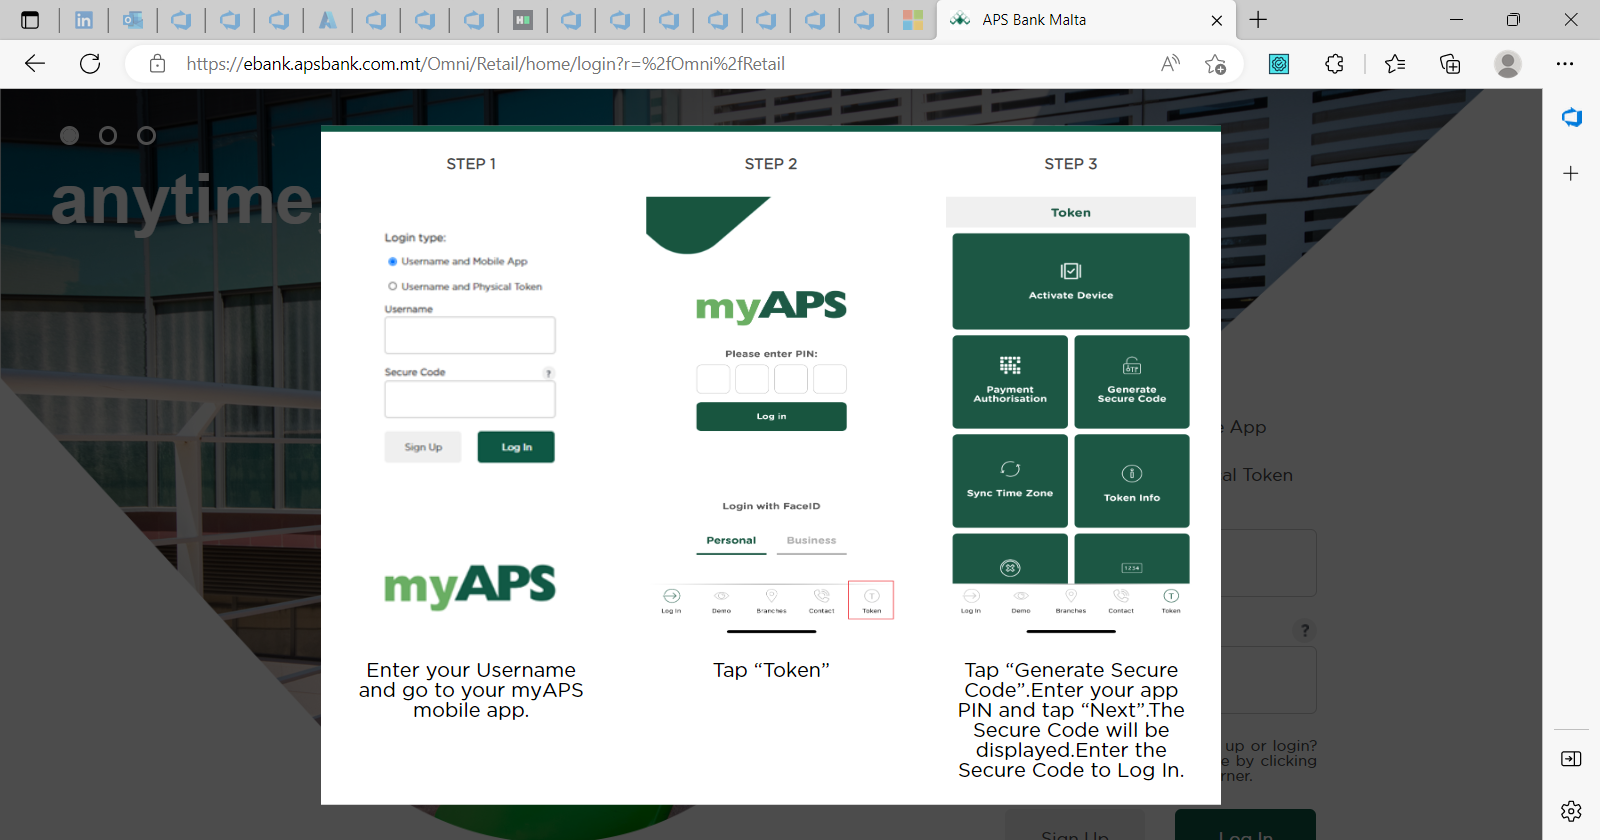 APS Bank Malta
https://ebank.apsbank.com.mt/Omni/Retail/home/login?r=%2fOmni%2fRetail
anytime.
STEP 1
Login type:
Username and Mobile App
Username and Physical Token
Username
Secure Code
?
Sign Up
Log In
myAPS
Enter your Username
and go to your myAPS
mobile app.
STEP 2
myAPS
Please enter PIN:
Log in
Login with FaceID
Personal
Business
Log In
Demo
Branches
Contact
T
Token
Tap “Token”
STEP 3
Token
Activate Device
Payment
Authorisation
OTP
Generate
Secure Code
Sync Time Zone
Token Info
1234
Log In
Demo
Branches
Contact
T
Token
Tap “Generate Secure
Code”.Enter your app
PIN and tap “Next”.The
Secure Code will be
displayed.Enter the
Secure Code to Log In.
App
al Token
?
up or login?
e by clicking
rner.
Sign Up
Log In